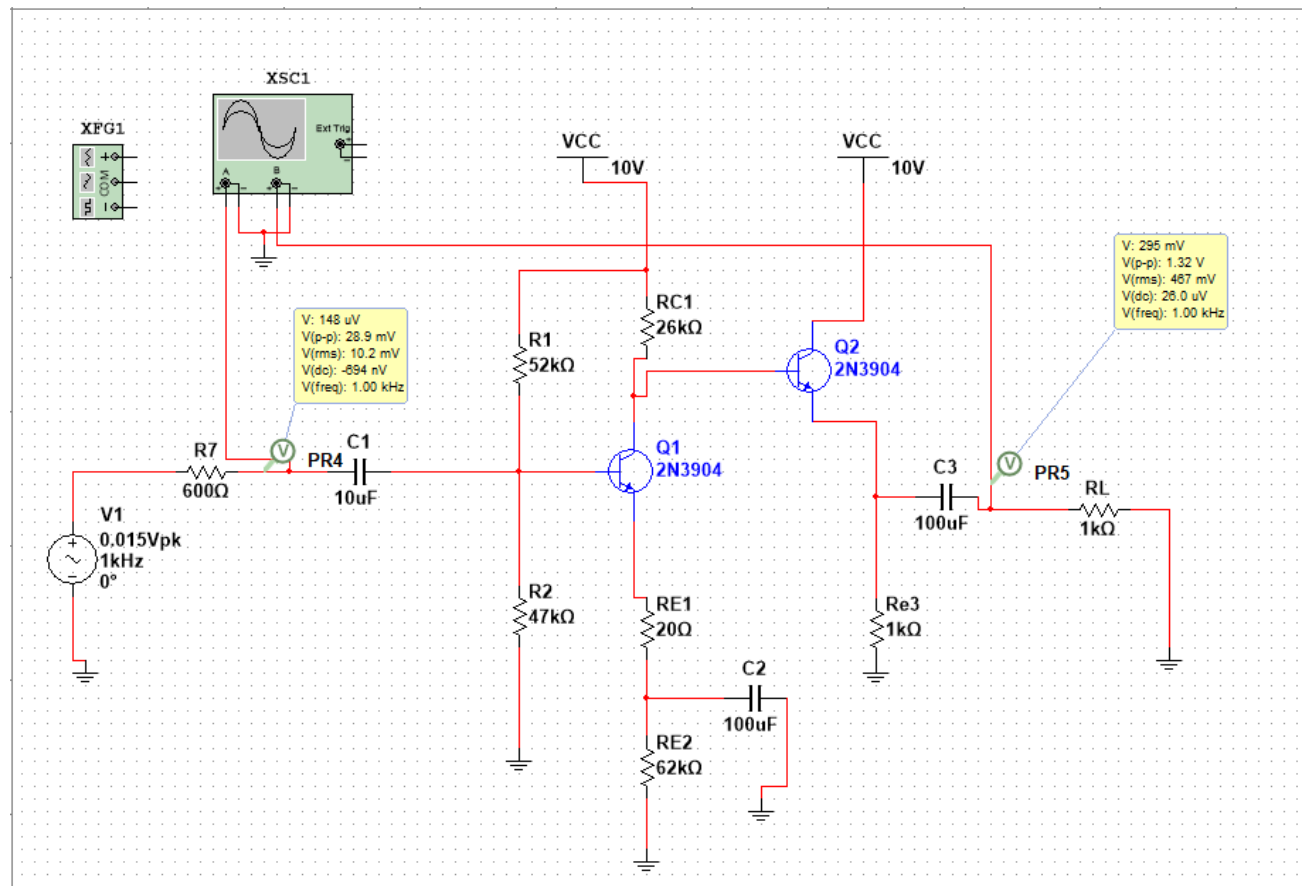 XSC1
Ext Trig
+
−
A
B
+
−
+
−
XFG1
+
COM
−
VCC
10V
VCC
10V
V: 295 mV
V(p-p): 1.32 V
V(rms): 467 mV
V(dc): 26.0 uV
V(freq): 1.00 kHz
V: 148 uV
V(p-p): 28.9 mV
V(rms): 10.2 mV
V(dc): -694 nV
V(freq): 1.00 kHz
RC1
26kΩ
R1
52kΩ
Q2
2N3904
R7
600Ω
V
PR4
C1
10uF
Q1
2N3904
V
PR5
C3
100uF
RL
1kΩ
V1
0.015Vpk
1kHz
0°
R2
47kΩ
RE1
20Ω
Re3
1kΩ
C2
100uF
RE2
62kΩ